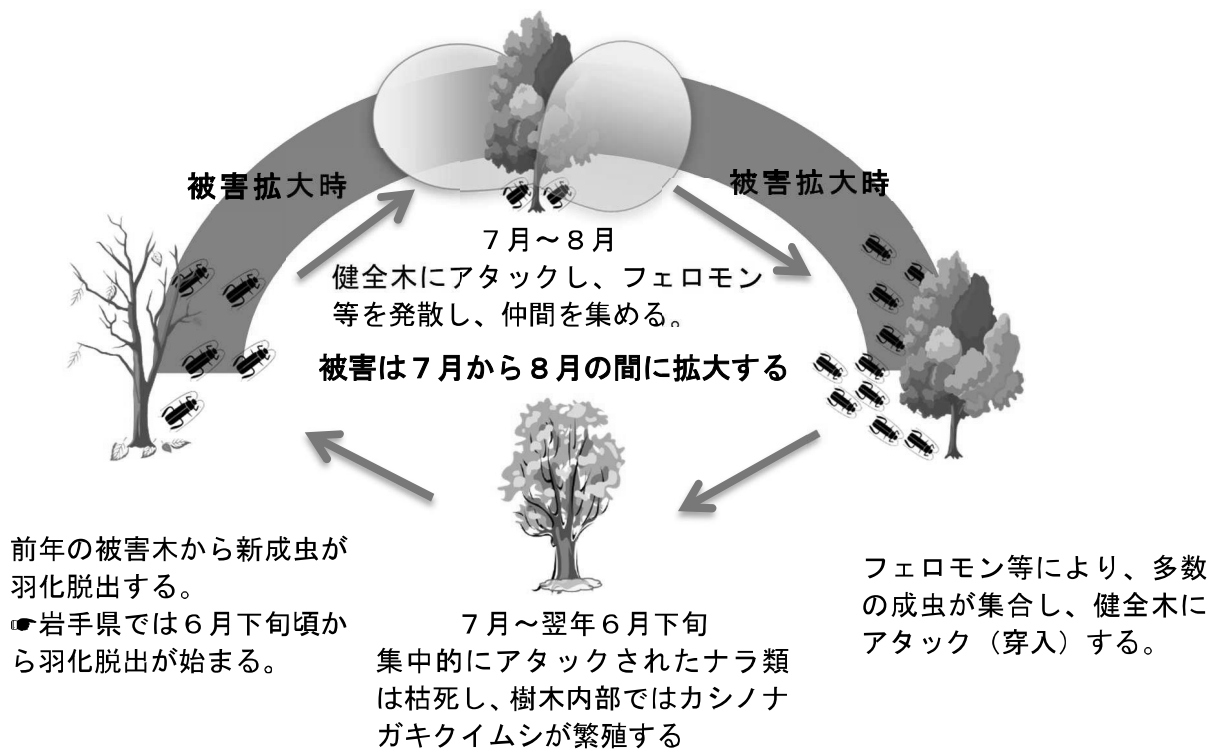 被害拡大時
被害拡大時
７月～８月
健全木にアタックし、フェロモン
等を発散し、仲間を集める。
被害は７月から８月の間に拡大する
前年の被害木から新成虫が
羽化脱出する。
☛岩手県では６月下旬頃か
ら羽化脱出が始まる。
７月～翌年６月下旬
集中的にアタックされたナラ類
は枯死し、樹木内部ではカシノナ
ガキクイムシが繁殖する
フェロモン等により、多数
の成虫が集合し、健全木に
アタック（穿入）する。